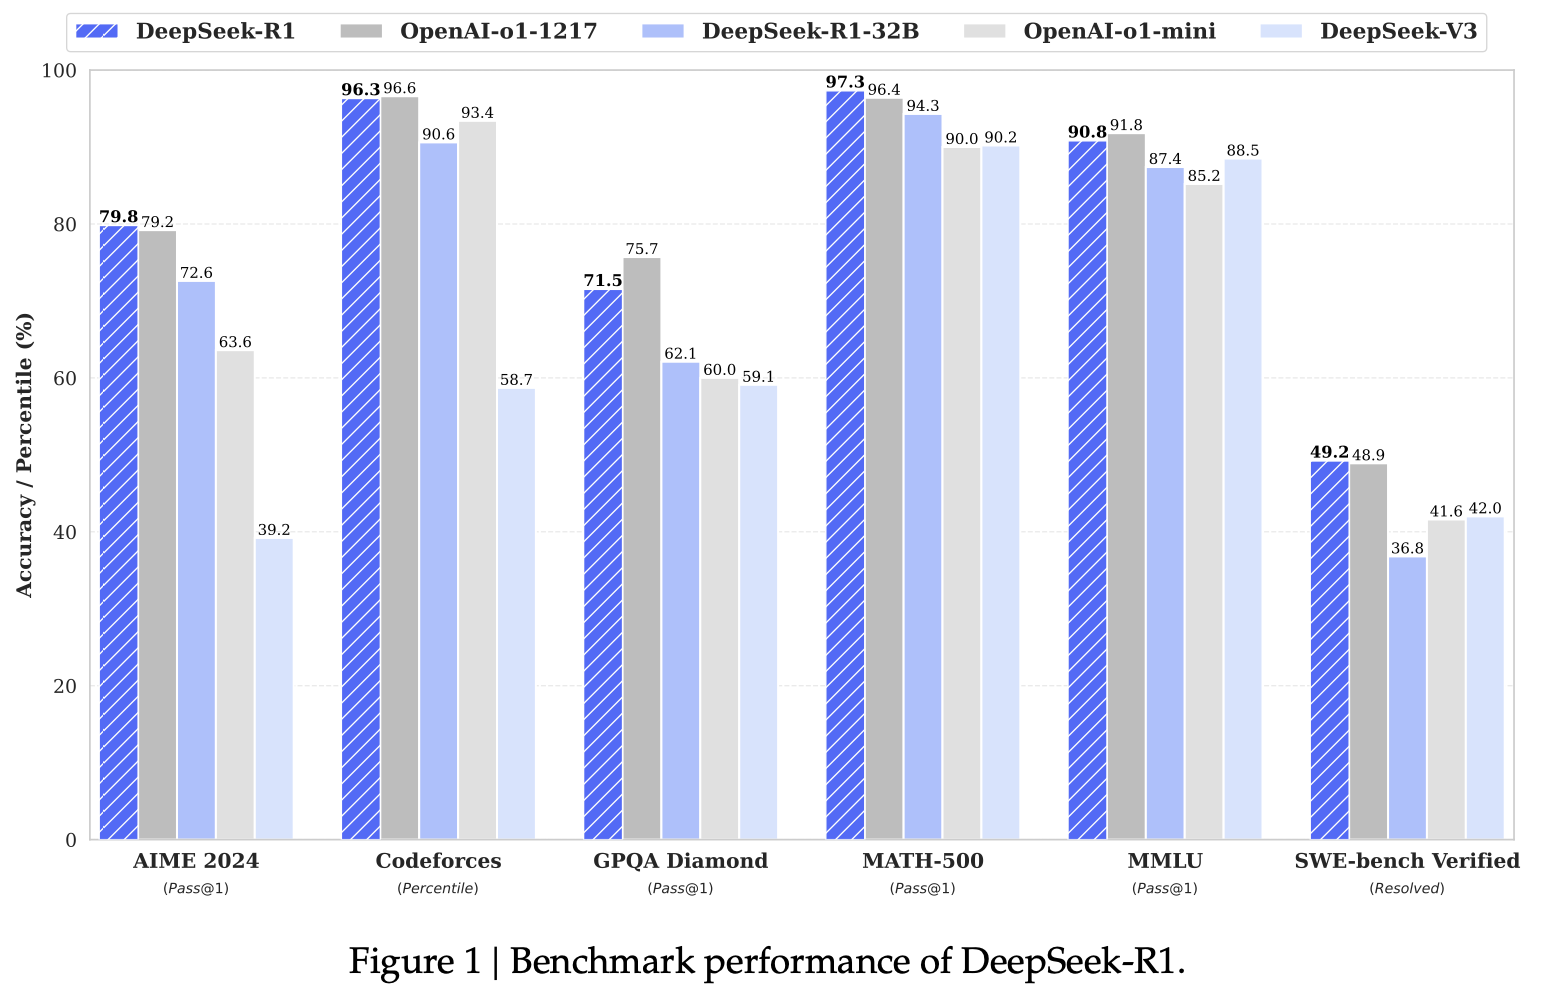 DeepSeek-R1 OpenAI-o1-1217 DeepSeek-R1-32B OpenAI-o1-mini DeepSeek-V3
Accuracy / Percentile (%)
100
80
60
40
20
0
79.8 79.2 72.6 63.6 39.2
96.3 96.6 90.6 93.4 58.7
71.5 75.7 62.1 60.0 59.1
97.3 96.4 94.3 90.0 90.2
90.8 91.8 87.4 85.2 88.5
49.2 48.9 36.8 41.6 42.0
AIME 2024 Codeforces GPQA Diamond MATH-500 MMLU SWE-bench Verified
(Pass@1) (Percentile) (Pass@1) (Pass@1) (Pass@1) (Resolved)
Figure 1 | Benchmark performance of DeepSeek-R1.